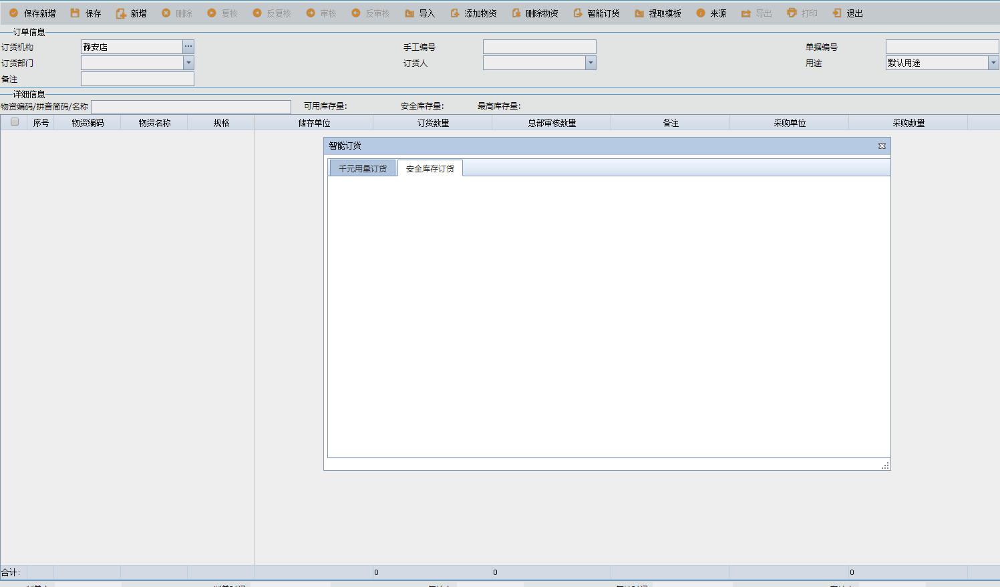 保存新增 保存 新增 删除 复核 反复核 审核 反审核 导入 添加物资 删除物资 智能订货 提取模板 来源 导出 打印 退出
订单信息
订货机构 静安店 ... 手工编号 单据编号
订货部门 订货人 用途 默认用途
备注
详细信息
物资编码/拼音简码/名称 可用库存量: 安全库存量: 最高库存量:
序号 物资编码 物资名称 规格 储存单位 订货数量 总部审核数量 备注 采购单位 采购数量
智能订货
千元用量订货 安全库存订货
合计: 0 0 0